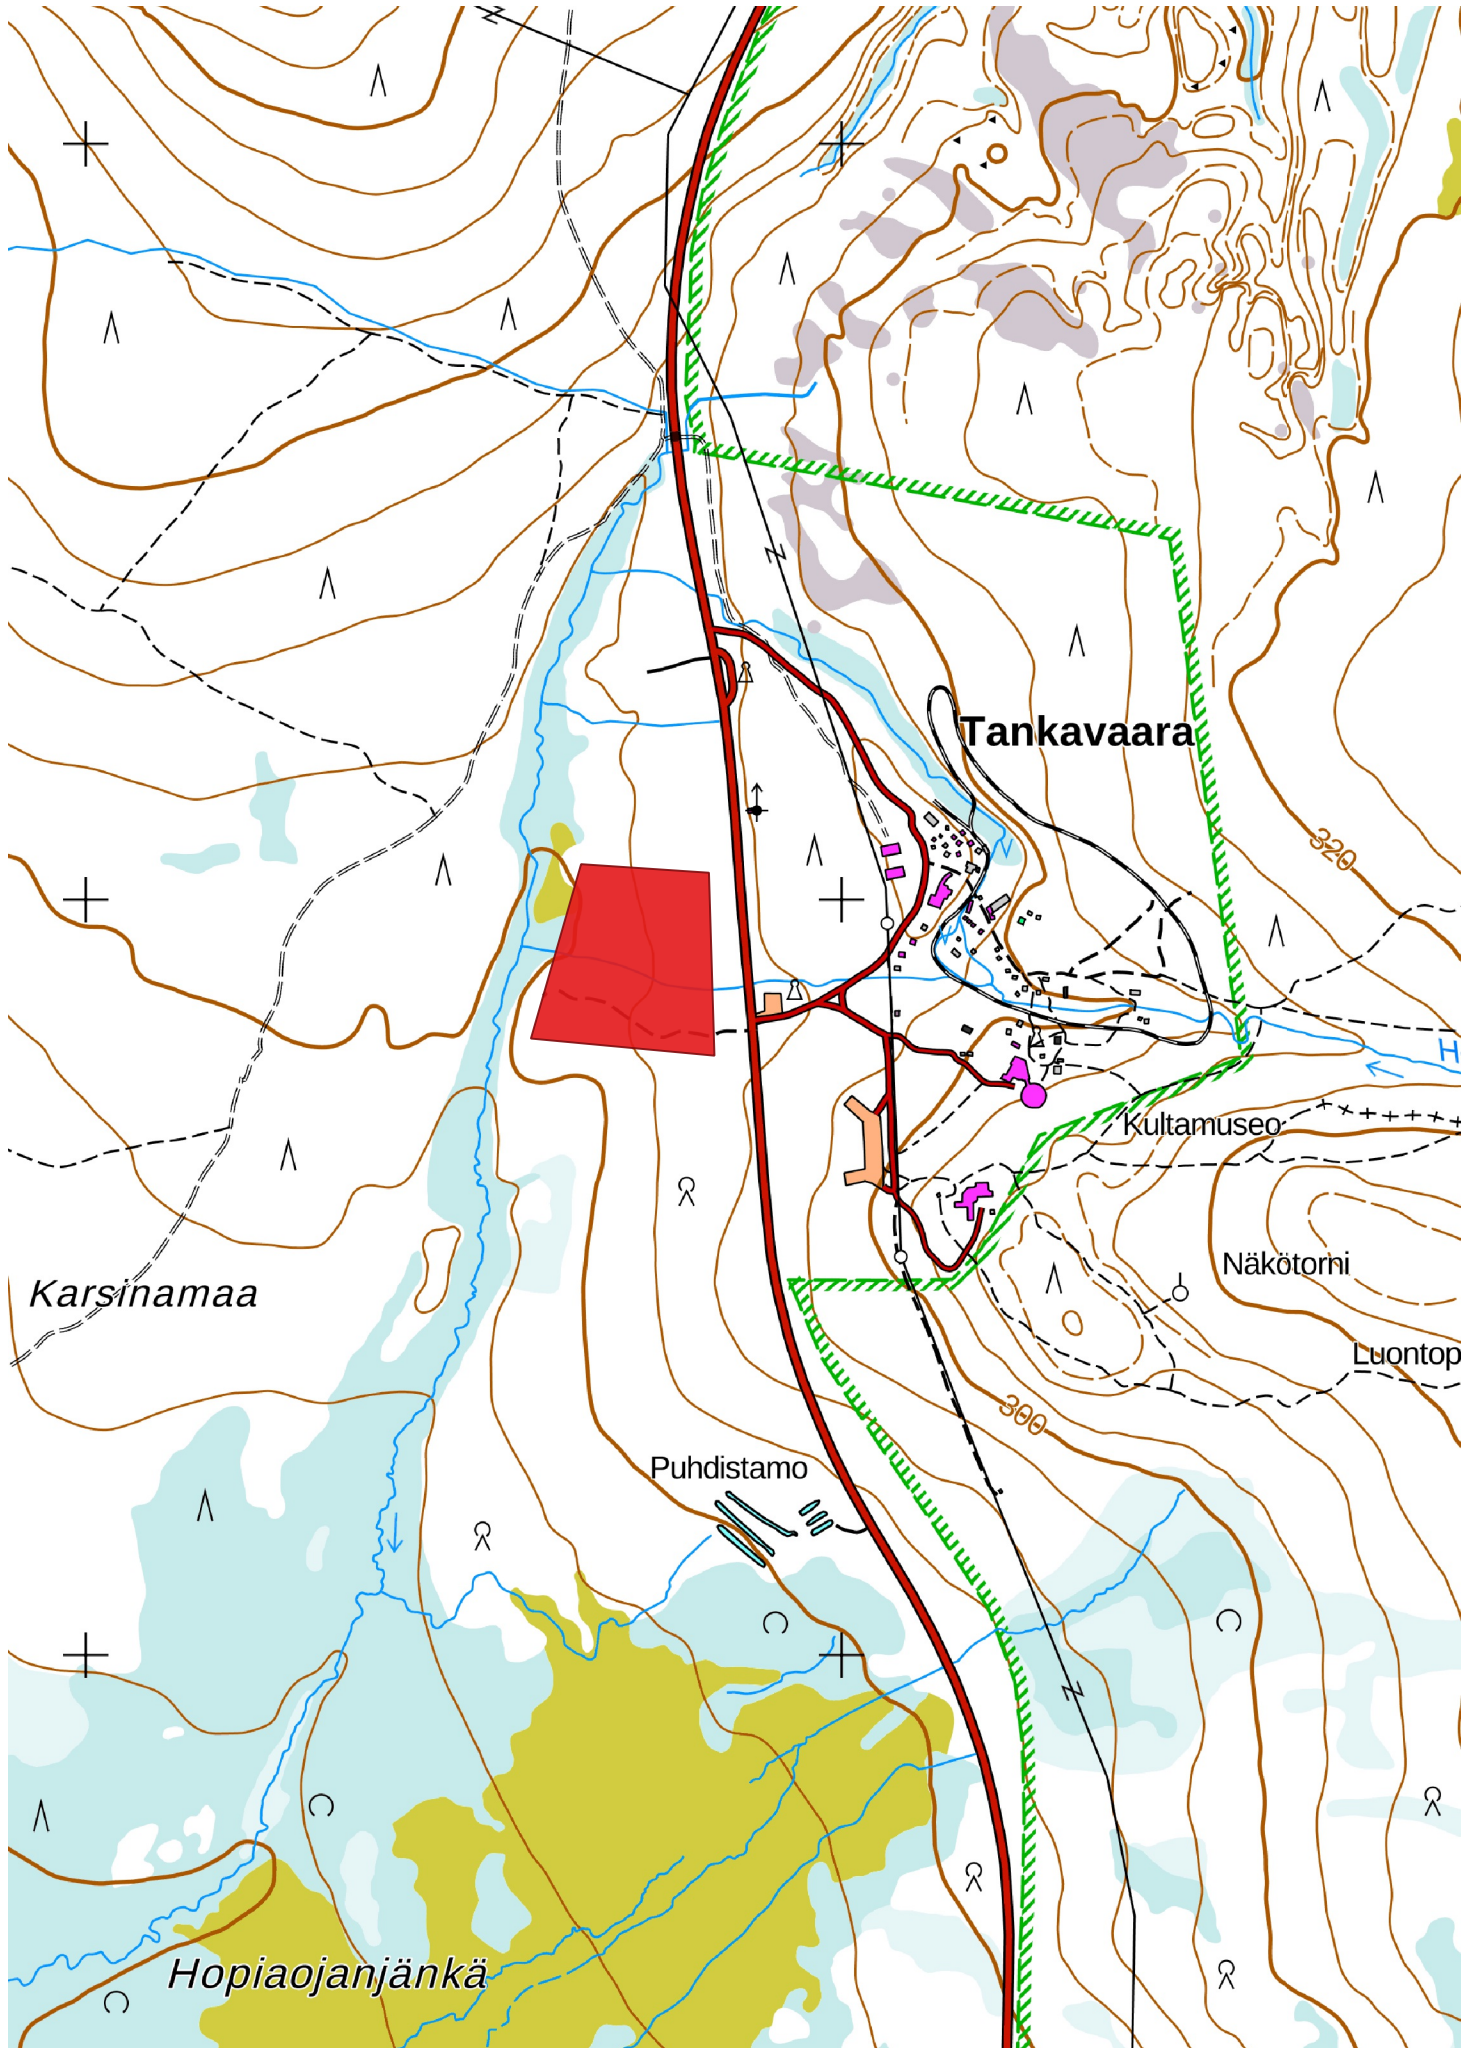 Tankavaara
320
H
Kultamuseo
Näkötorni
Karsinamaa
Luontop
300
Puhdistamo
Hopiaojanjänkä